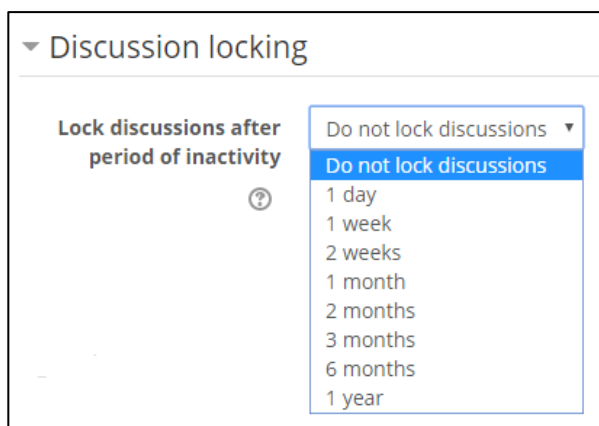 Discussion locking
Lock discussions after
period of inactivity
Do not lock discussions
Do not lock discussions
1 day
1 week
2 weeks
1 month
2 months
3 months
6 months
1 year